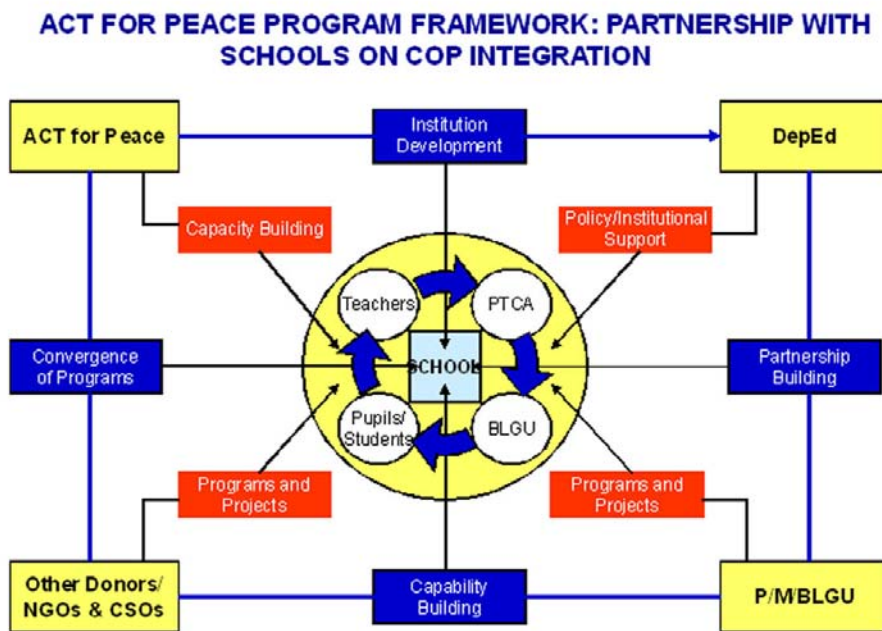 ACT FOR PEACE PROGRAM FRAMEWORK: PARTNERSHIP WITH
SCHOOLS ON COP INTEGRATION
ACT for Peace
Institution
Development
DepEd
Capacity Building
Policy/Institutional
Support
Teachers
PTCA
Convergence
of Programs
SCHOOL
Partnership
Building
Pupils/
Students
BLGU
Programs and
Projects
Programs and
Projects
Other Donors/
NGOs & CSOs
Capability
Building
P/M/BLGU